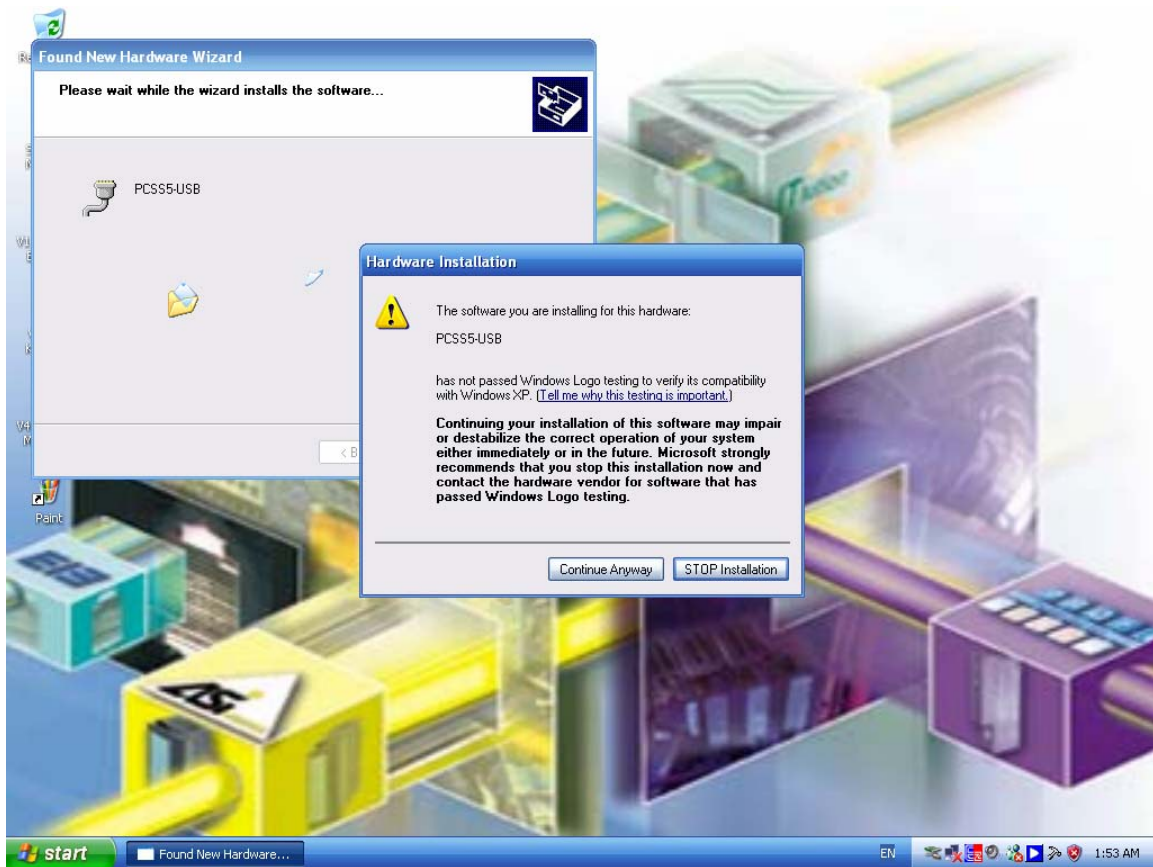 Found New Hardware Wizard
Please wait while the wizard installs the software...
PCSS5-USB
< B
Hardware Installation
The software you are installing for this hardware:
PCSS5-USB
has not passed Windows Logo testing to verify its compatibility
with Windows XP. (Tell me why this testing is important.)
Continuing your installation of this software may impair
or destabilize the correct operation of your system
either immediately or in the future. Microsoft strongly
recommends that you stop this installation now and
contact the hardware vendor for software that has
passed Windows Logo testing.
Continue Anyway
STOP Installation
Paint
EIB
ASi
start
Found New Hardware...
EN
1:53 AM